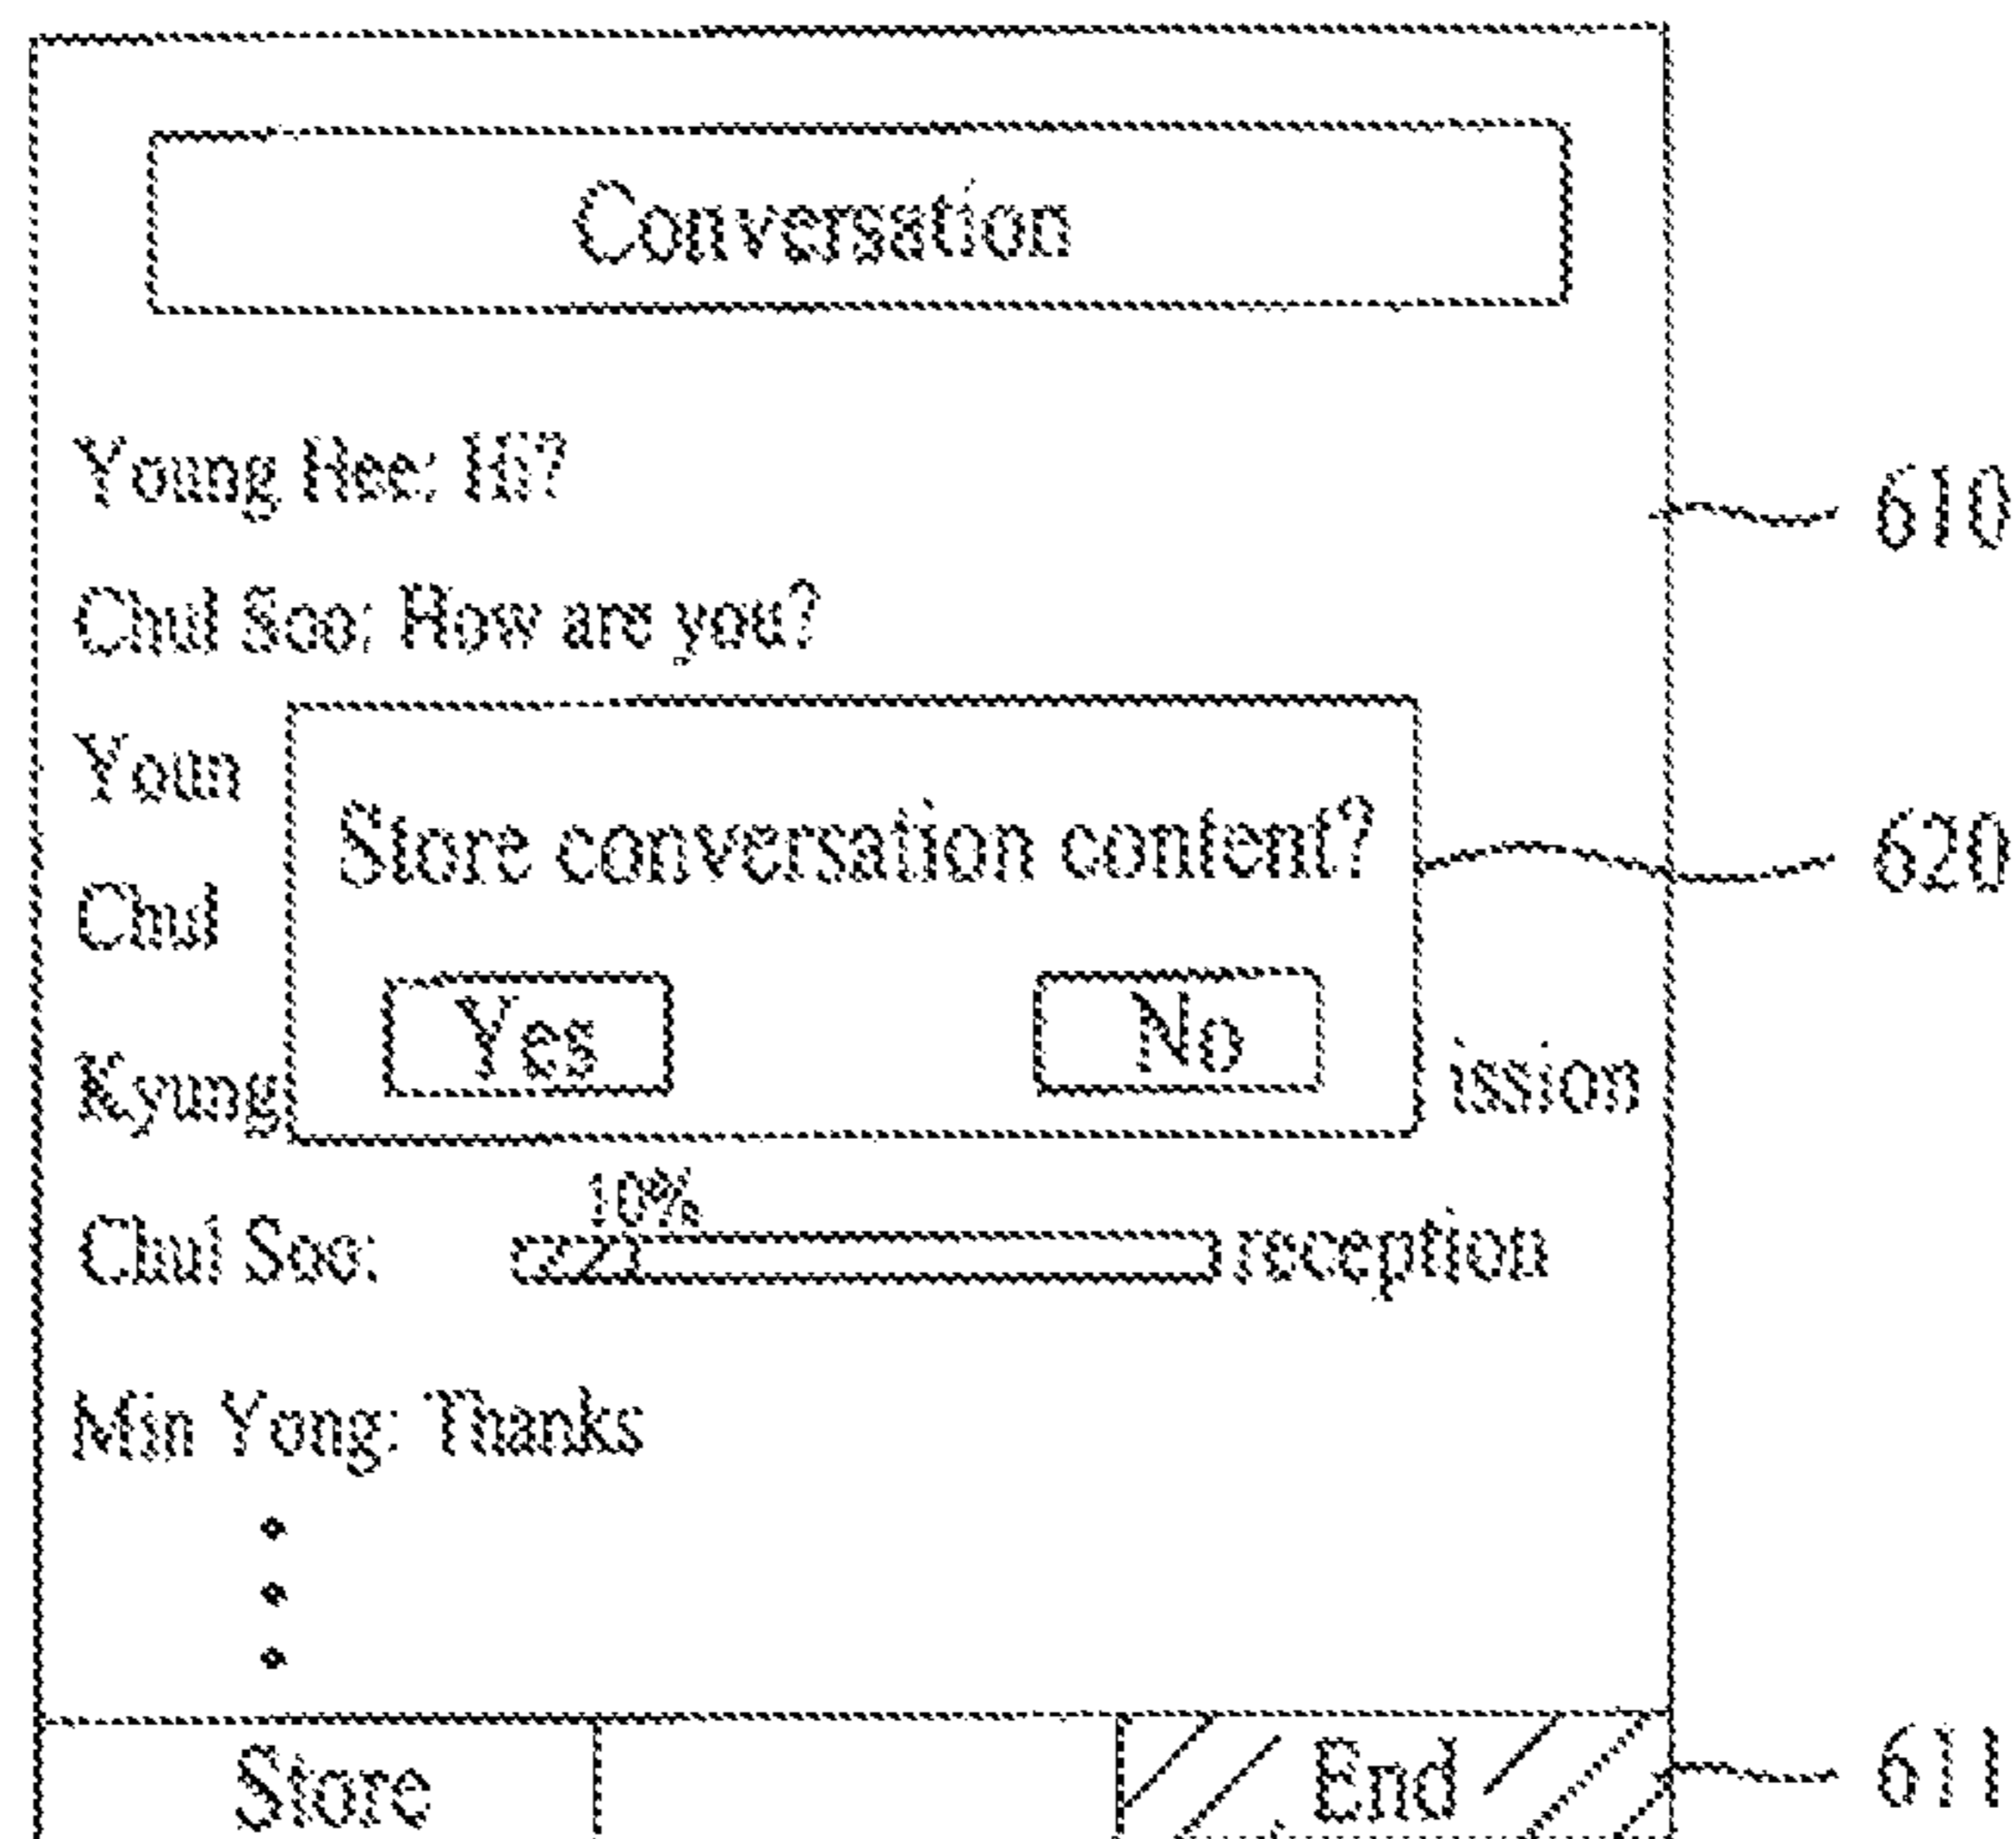 Conversation
Young Hee: Hi?
610
Chul Soo: How are you?
Youn
Store conversation content?
620
Chul
Yes
No
Kyung
ission
10%
Chul Soo:
reception
Min Yong: Thanks
Store
End
611